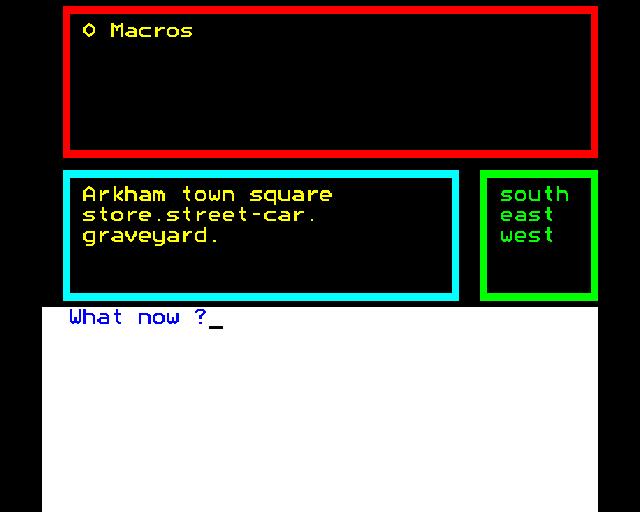 0 Macros
Arkham town square
store.street-car.
graveyard.
south
east
west
What now ?_